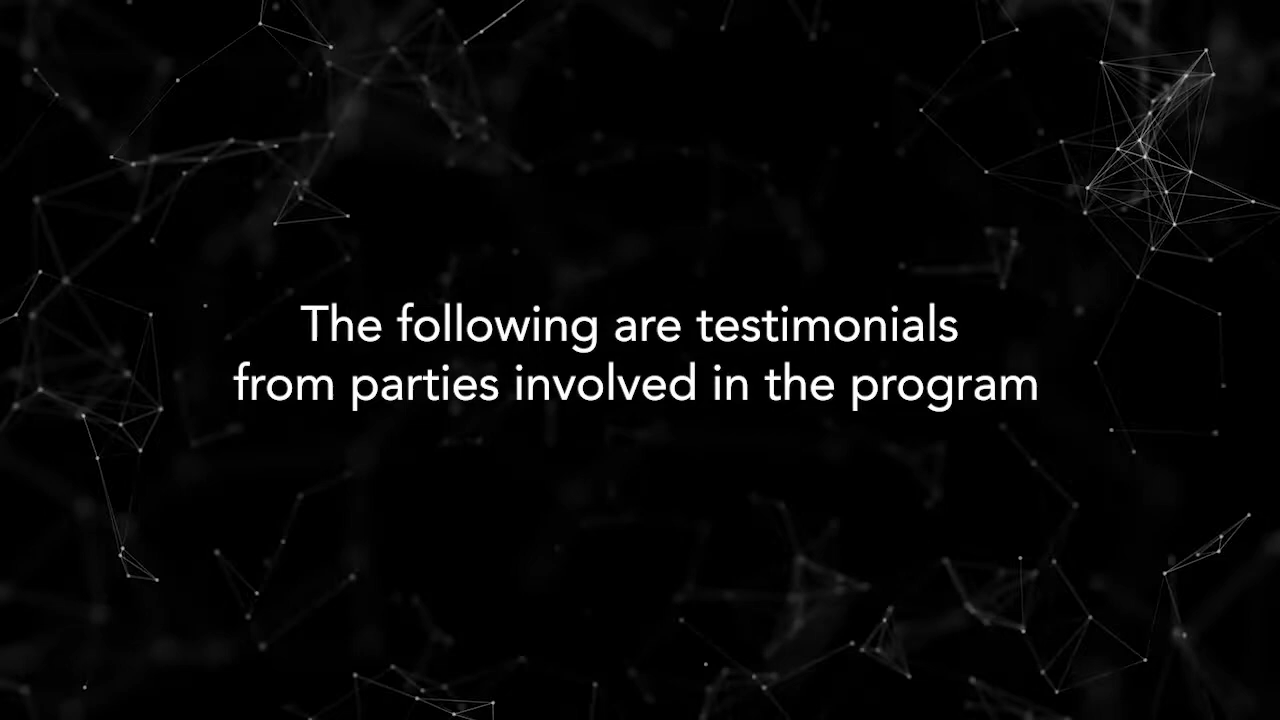 The following are testimonials
from parties involved in the program